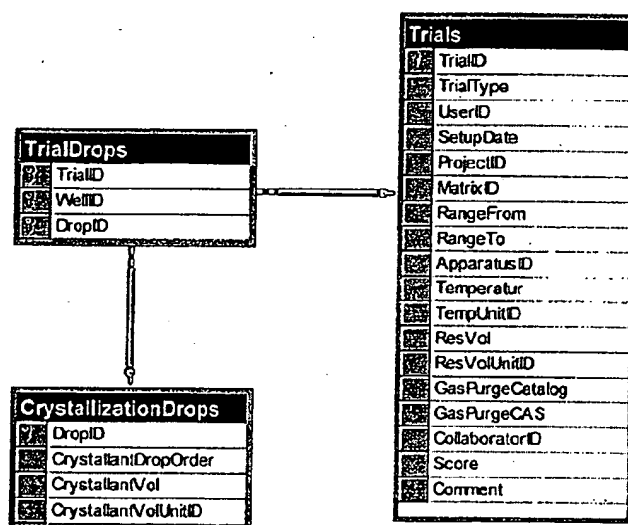 Trials
TrialID
TrialType
UserID
SetupDate
ProjectID
MatrixID
RangeFrom
RangeTo
ApparatusID
Temperatur
TempUnitID
ResVol
ResVolUnitID
GasPurgeCatalog
GasPurgeCAS
CollaboratorID
Score
Comment
TrialDrops
TrialID
WellID
DropID
CrystallizationDrops
DropID
CrystallantDropOrder
CrystallantVol
CrystallantVolUnitID